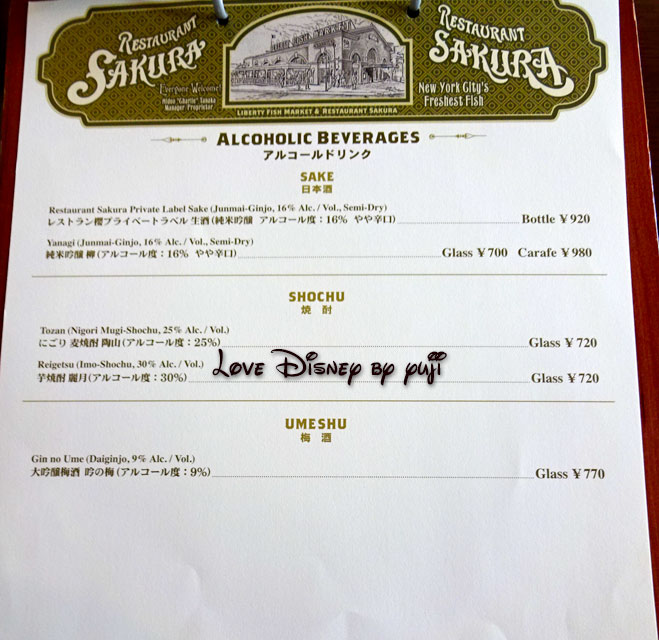 RESTAURANT
SAKURA
Everyone Welcome!
Hideo "Charlie" Tanaka
Manager-Proprietor
LIBERTY FISH MARKET & RESTAURANT SAKURA
RESTAURANT
SAKURA
New York City's
Freshest Fish
ALCOHOLIC BEVERAGES
アルコールドリンク
SAKE
日本酒
Restaurant Sakura Private Label Sake (Junmai-Ginjo, 16% Alc. / Vol., Semi-Dry)
レストラン櫻プライベートラベル 生酒(純米吟醸 アルコール度:16% やや辛口) Bottle ¥920
Yanagi (Junmai-Ginjo, 16% Alc. / Vol., Semi-Dry)
純米吟醸 柳(アルコール度:16% やや辛口) Glass ¥700 Carafe ¥980
SHOCHU
焼 酎
Tozan (Nigori Mugi-Shochu, 25% Alc. / Vol.)
にごり 麦焼酎 陶山(アルコール度:25%) Glass ¥720
Reigetsu (Imo-Shochu, 30% Alc. / Vol.)
芋焼酎 麗月(アルコール度:30%) Glass ¥720
Love Disney by yuji
UMESHU
梅 酒
Gin no Ume (Daiginjo, 9% Alc. / Vol.)
大吟醸梅酒 吟の梅(アルコール度:9%) Glass ¥770